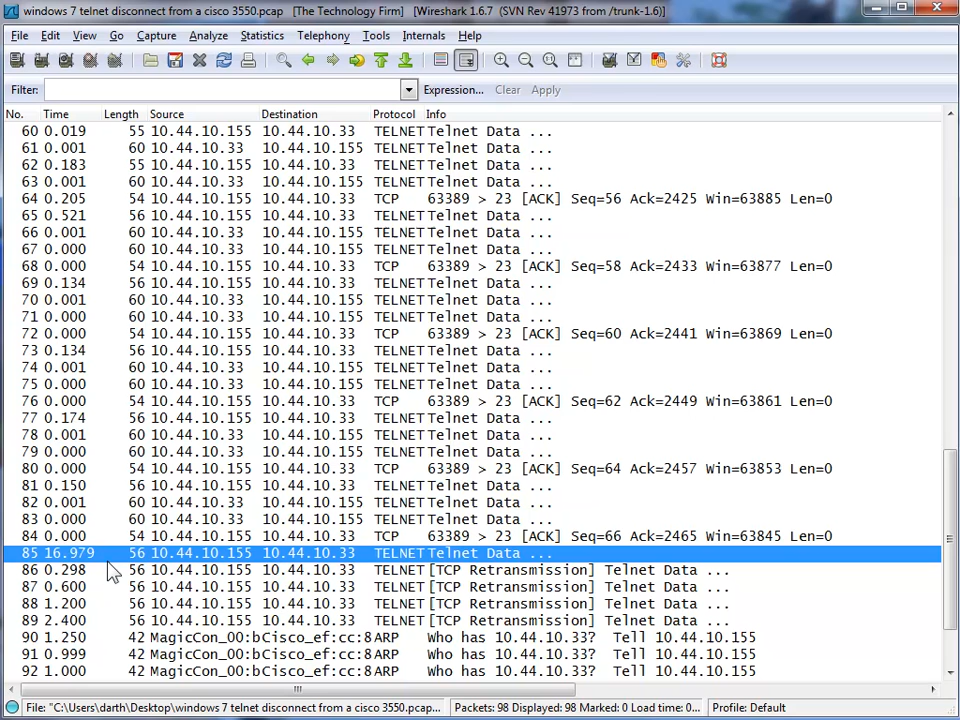 windows 7 telnet disconnect from a cisco 3550.pcap [The Technology Firm] [Wireshark 1.6.7 (SVN Rev 41973 from /trunk-1.6)]
File Edit View Go Capture Analyze Statistics Telephony Tools Internals Help
Filter: Expression... Clear Apply
No. Time Length Source Destination Protocol Info
60 0.019 55 10.44.10.155 10.44.10.33 TELNET Telnet Data ...
61 0.001 60 10.44.10.33 10.44.10.155 TELNET Telnet Data ...
62 0.183 55 10.44.10.155 10.44.10.33 TELNET Telnet Data ...
63 0.001 60 10.44.10.33 10.44.10.155 TELNET Telnet Data ...
64 0.205 54 10.44.10.155 10.44.10.33 TCP 63389 > 23 [ACK] Seq=56 Ack=2425 Win=63885 Len=0
65 0.521 56 10.44.10.155 10.44.10.33 TELNET Telnet Data ...
66 0.001 60 10.44.10.33 10.44.10.155 TELNET Telnet Data ...
67 0.000 60 10.44.10.33 10.44.10.155 TELNET Telnet Data ...
68 0.000 54 10.44.10.155 10.44.10.33 TCP 63389 > 23 [ACK] Seq=58 Ack=2433 Win=63877 Len=0
69 0.134 56 10.44.10.155 10.44.10.33 TELNET Telnet Data ...
70 0.001 60 10.44.10.33 10.44.10.155 TELNET Telnet Data ...
71 0.000 60 10.44.10.33 10.44.10.155 TELNET Telnet Data ...
72 0.000 54 10.44.10.155 10.44.10.33 TCP 63389 > 23 [ACK] Seq=60 Ack=2441 Win=63869 Len=0
73 0.134 56 10.44.10.155 10.44.10.33 TELNET Telnet Data ...
74 0.001 60 10.44.10.33 10.44.10.155 TELNET Telnet Data ...
75 0.000 60 10.44.10.33 10.44.10.155 TELNET Telnet Data ...
76 0.000 54 10.44.10.155 10.44.10.33 TCP 63389 > 23 [ACK] Seq=62 Ack=2449 Win=63861 Len=0
77 0.174 56 10.44.10.155 10.44.10.33 TELNET Telnet Data ...
78 0.001 60 10.44.10.33 10.44.10.155 TELNET Telnet Data ...
79 0.000 60 10.44.10.33 10.44.10.155 TELNET Telnet Data ...
80 0.000 54 10.44.10.155 10.44.10.33 TCP 63389 > 23 [ACK] Seq=64 Ack=2457 Win=63853 Len=0
81 0.150 56 10.44.10.155 10.44.10.33 TELNET Telnet Data ...
82 0.001 60 10.44.10.33 10.44.10.155 TELNET Telnet Data ...
83 0.000 60 10.44.10.33 10.44.10.155 TELNET Telnet Data ...
84 0.000 54 10.44.10.155 10.44.10.33 TCP 63389 > 23 [ACK] Seq=66 Ack=2465 Win=63845 Len=0
85 16.979 56 10.44.10.155 10.44.10.33 TELNET Telnet Data ...
86 0.298 56 10.44.10.155 10.44.10.33 TELNET [TCP Retransmission] Telnet Data ...
87 0.600 56 10.44.10.155 10.44.10.33 TELNET [TCP Retransmission] Telnet Data ...
88 1.200 56 10.44.10.155 10.44.10.33 TELNET [TCP Retransmission] Telnet Data ...
89 2.400 56 10.44.10.155 10.44.10.33 TELNET [TCP Retransmission] Telnet Data ...
90 1.250 42 MagicCon_00:b Cisco_ef:cc:8 ARP Who has 10.44.10.33? Tell 10.44.10.155
91 0.999 42 MagicCon_00:b Cisco_ef:cc:8 ARP Who has 10.44.10.33? Tell 10.44.10.155
92 1.000 42 MagicCon_00:b Cisco_ef:cc:8 ARP Who has 10.44.10.33? Tell 10.44.10.155
File: "C:\Users\darth\Desktop\windows 7 telnet disconnect from a cisco 3550.pcap... Packets: 98 Displayed: 98 Marked: 0 Load time: 0... Profile: Default